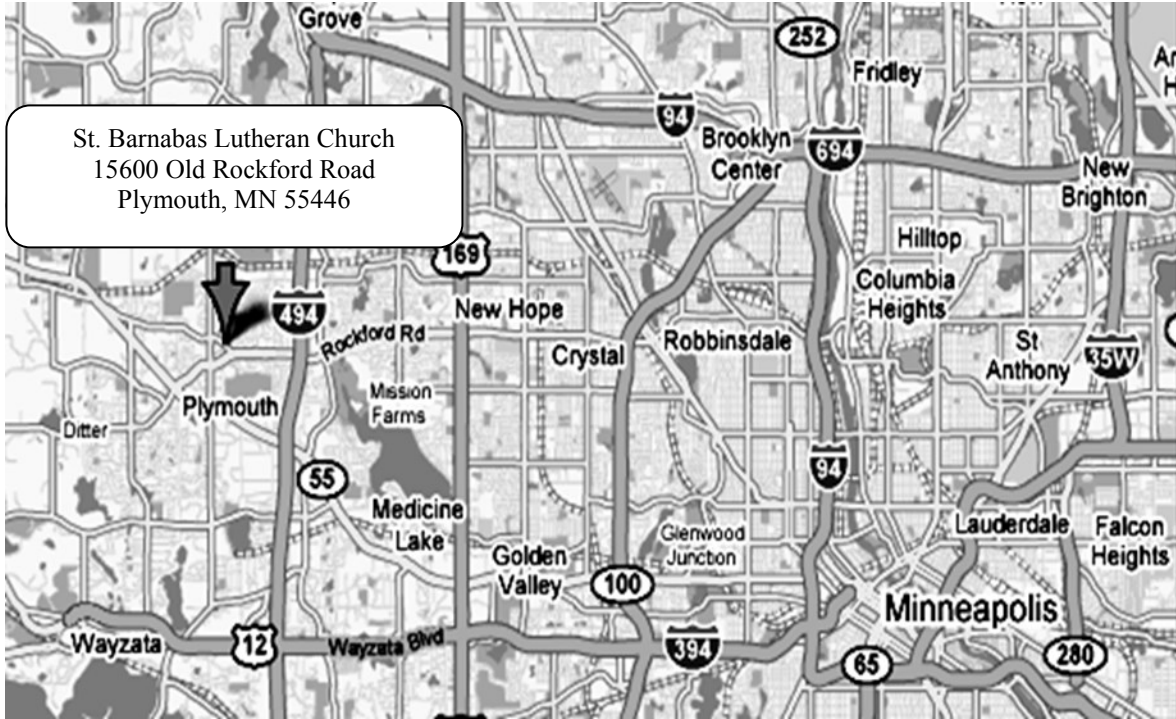 Grove
252
Fridley
St. Barnabas Lutheran Church
15600 Old Rockford Road
Plymouth, MN 55446
94
Brooklyn
Center
694
New
Brighton
Hilltop
169
Columbia
Heights
494
New Hope
Rockford Rd
Crystal
Robbinsdale
St
Anthony
35W
Mission
Farms
Plymouth
Ditter
55
94
Medicine
Lake
Glenwood
Junction
Lauderdale
Falcon
Heights
Golden
Valley
100
Minneapolis
Wayzata
12
Wayzata Blvd
394
65
280